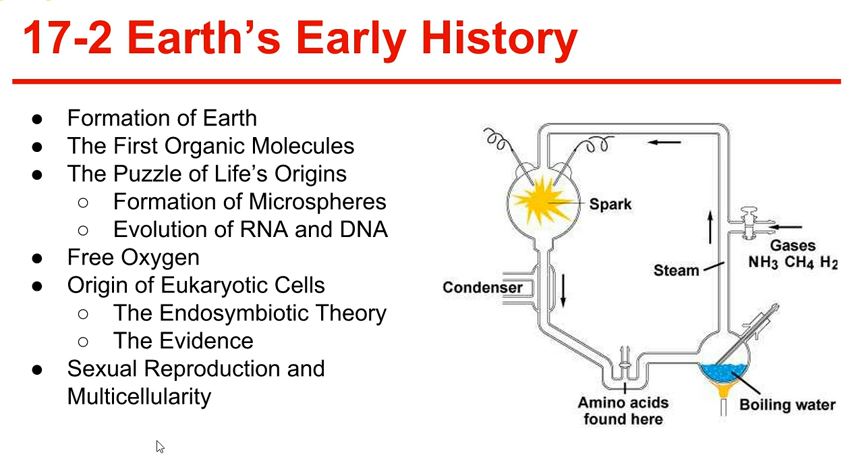 17-2 Earth's Early History
● Formation of Earth
● The First Organic Molecules
● The Puzzle of Life's Origins
○ Formation of Microspheres
○ Evolution of RNA and DNA
● Free Oxygen
● Origin of Eukaryotic Cells
○ The Endosymbiotic Theory
○ The Evidence
● Sexual Reproduction and
Multicellularity
Spark
Gases
NH3 CH4 H2
Steam
Condenser
Amino acids
found here
Boiling water